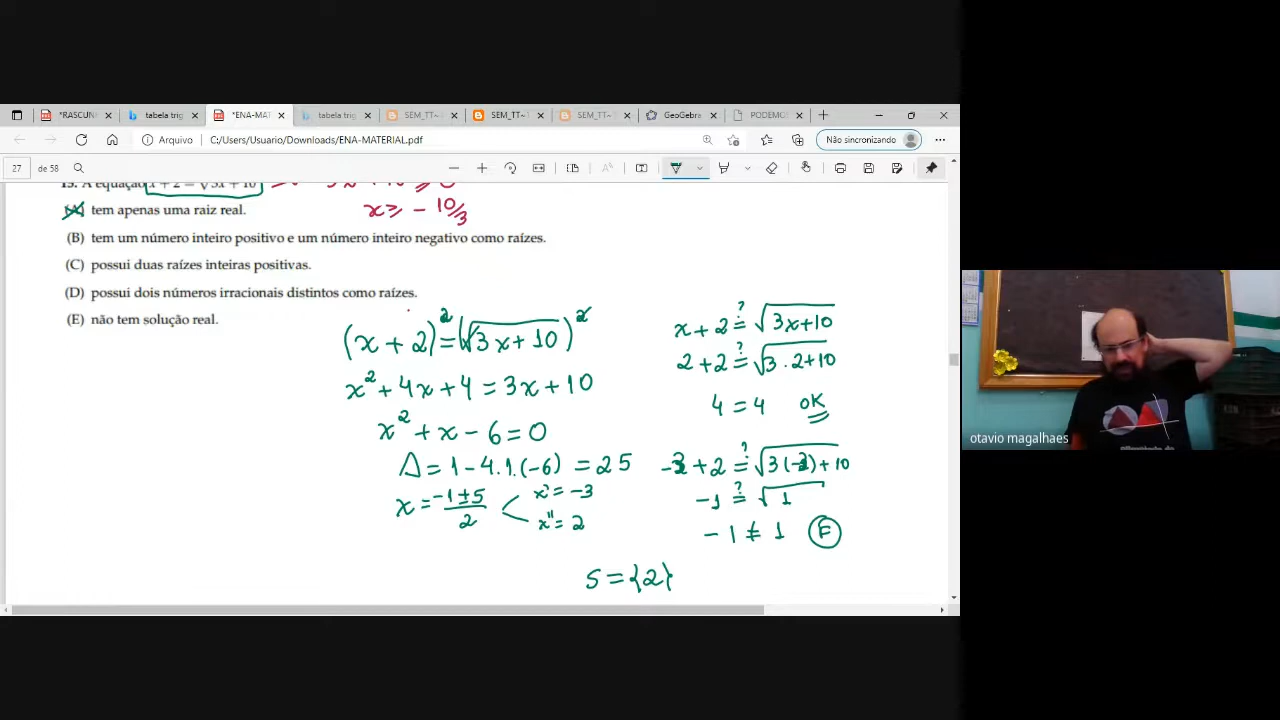 *RASCUN
tabela trig
*ENA-MAT
tabela trig
SEM_TT~
SEM_TT~
SEM_TT~
GeoGebra
PODEMO
Arquivo | C:/Users/Usuario/Downloads/ENA-MATERIAL.pdf
Não sincronizando
27 de 58
15. A equação x + 2 = √3x + 10
(A) tem apenas uma raiz real.
x ≥ - 10/3
(B) tem um número inteiro positivo e um número inteiro negativo como raízes.
(C) possui duas raízes inteiras positivas.
(D) possui dois números irracionais distintos como raízes.
(E) não tem solução real.
(x + 2)² = (√3x + 10)²
x² + 4x + 4 = 3x + 10
x² + x - 6 = 0
Δ = 1 - 4.1.(-6) = 25
x = -1 ± 5 / 2
x' = -3
x'' = 2
x + 2 ?= √3x+10
2 + 2 ?= √3 . 2 + 10
4 = 4 OK
-3 + 2 ?= √3(-3) + 10
-1 ?= √1
-1 ≠ 1 F
S = {2}
otavio magalhaes